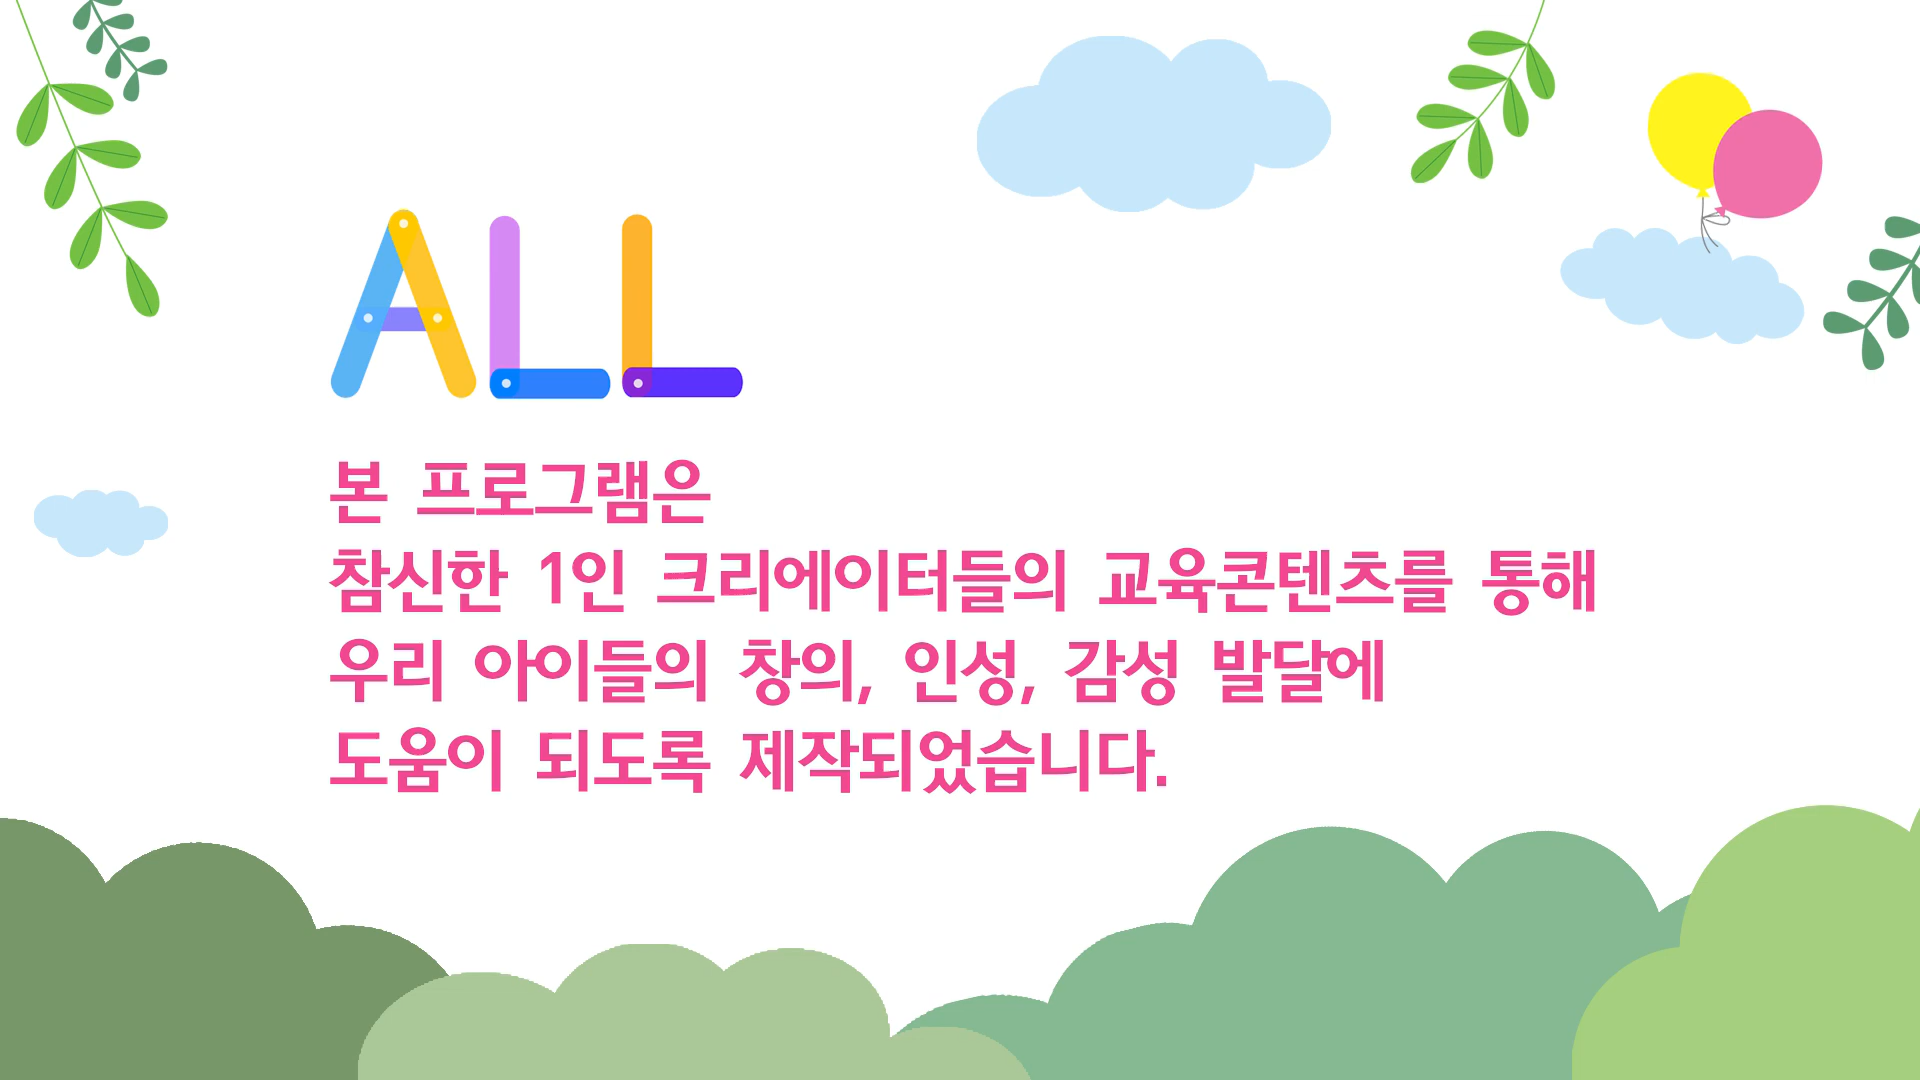 ALL
본 프로그램은
참신한 1인 크리에이터들의 교육콘텐츠를 통해
우리 아이들의 창의, 인성, 감성 발달에
도움이 되도록 제작되었습니다.